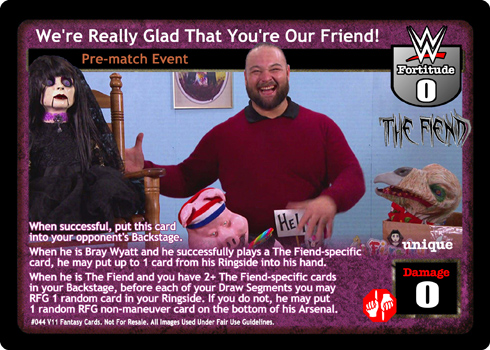 We're Really Glad That You're Our Friend!
Pre-match Event
W
Fortitude
0
THE FIEND
HE
When successful, put this card
into your opponent's Backstage.
unique
When he is Bray Wyatt and he successfully plays a The Fiend-specific
card, he may put up to 1 card from his Ringside into his hand.
When he is The Fiend and you have 2+ The Fiend-specific cards
in your Backstage, before each of your Draw Segments you may
RFG 1 random card in your Ringside. If you do not, he may put
1 random RFG non-maneuver card on the bottom of his Arsenal.
Damage
0
#044 V11 Fantasy Cards. Not For Resale. All Images Used Under Fair Use Guidelines.